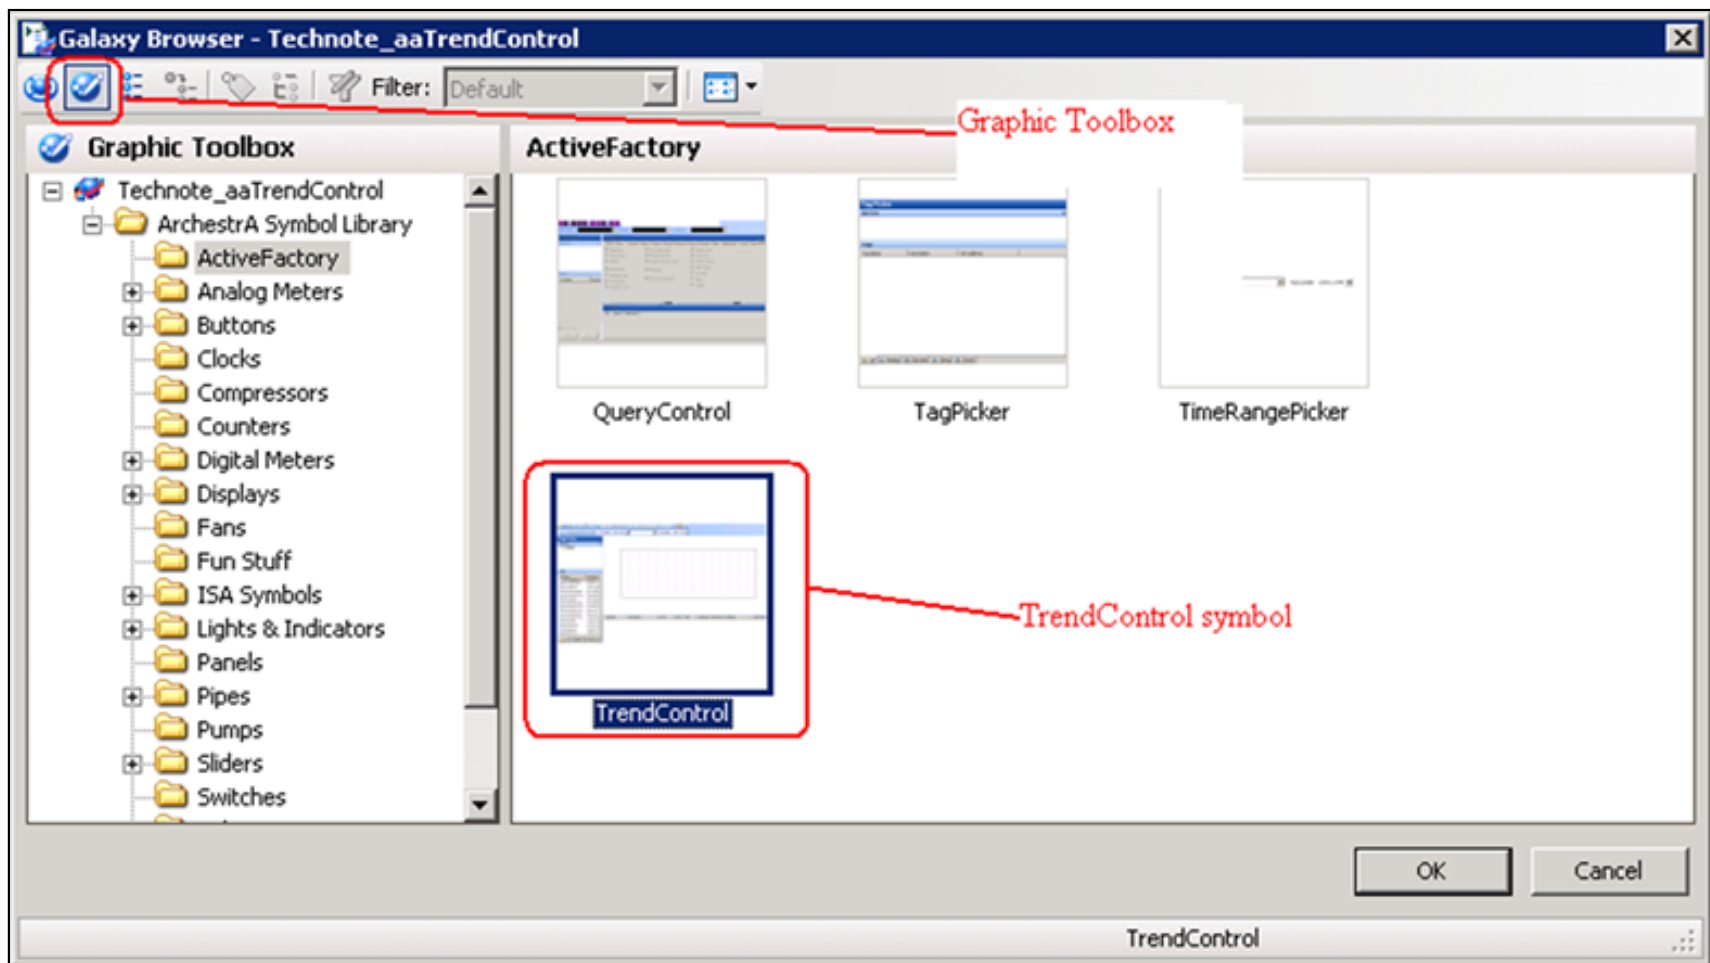 Galaxy Browser - Technote_aaTrendControl
Filter: Default
Graphic Toolbox
Graphic Toolbox
ActiveFactory
Technote_aaTrendControl
ArchestrA Symbol Library
ActiveFactory
Analog Meters
Buttons
Clocks
Compressors
Counters
Digital Meters
Displays
Fans
Fun Stuff
ISA Symbols
Lights & Indicators
Panels
Pipes
Pumps
Sliders
Switches
QueryControl
TagPicker
TimeRangePicker
TrendControl
TrendControl symbol
OK
Cancel
TrendControl